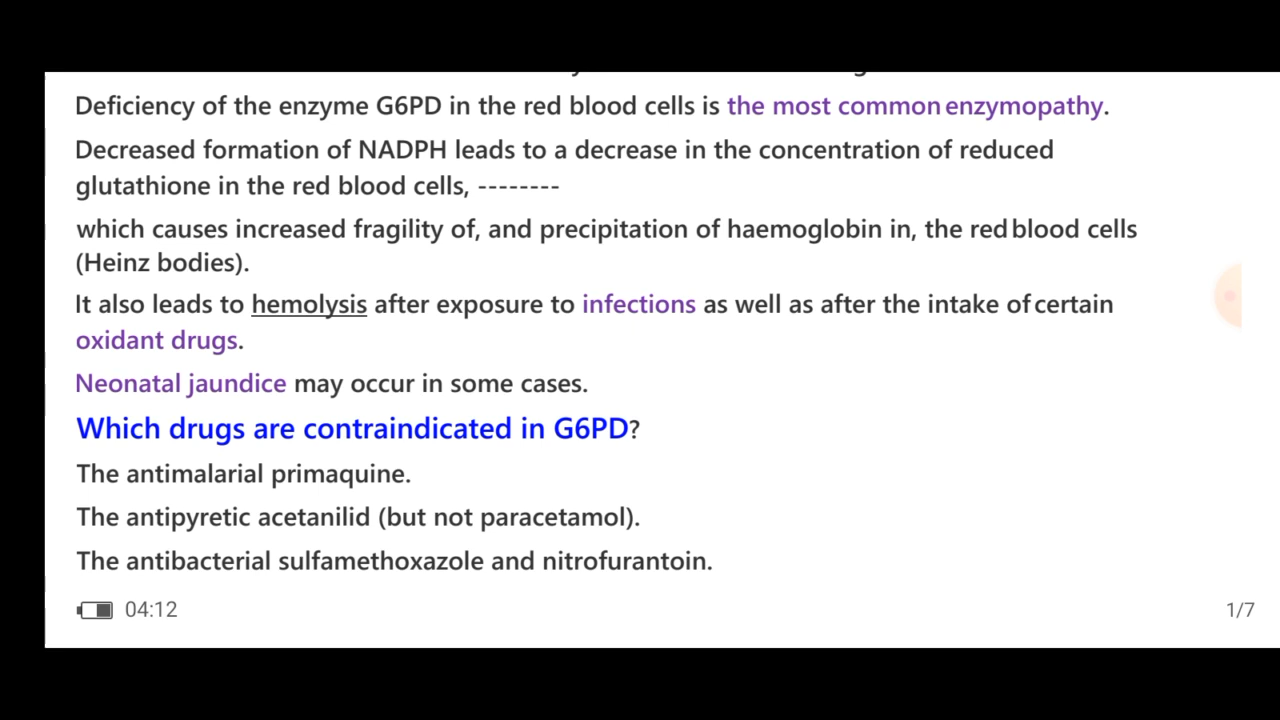 Deficiency of the enzyme G6PD in the red blood cells is the most common enzymopathy.
Decreased formation of NADPH leads to a decrease in the concentration of reduced
glutathione in the red blood cells, --------
which causes increased fragility of, and precipitation of haemoglobin in, the red blood cells
(Heinz bodies).
It also leads to hemolysis after exposure to infections as well as after the intake of certain
oxidant drugs.
Neonatal jaundice may occur in some cases.
Which drugs are contraindicated in G6PD?
The antimalarial primaquine.
The antipyretic acetanilid (but not paracetamol).
The antibacterial sulfamethoxazole and nitrofurantoin.
04:12
1/7